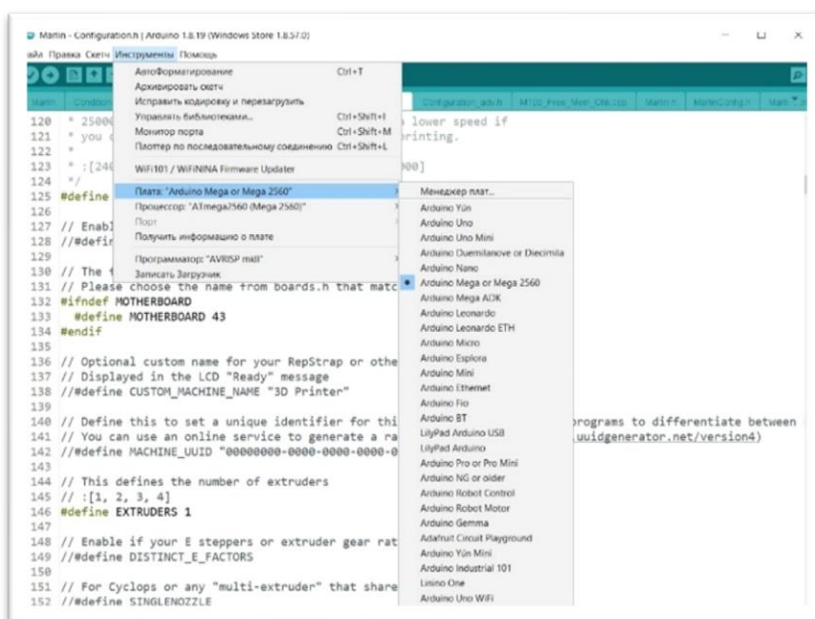 Marlin - Configuration.h | Arduino 1.8.19 (Windows Store 1.8.57.0)
айл Правка Скетч Инструменты Помощь
АвтоФорматирование Ctrl+T
Архивировать скетч
Исправить кодировку и перезагрузить
Управлять библиотеками... Ctrl+Shift+I
Монитор порта Ctrl+Shift+M
Плоттер по последовательному соединению Ctrl+Shift+L
WiFi101 / WiFiNINA Firmware Updater
Плата: "Arduino Mega or Mega 2560"
Процессор: "ATmega2560 (Mega 2560)"
Порт
Получить информацию о плате
Программатор: "AVRISP mkII"
Записать Загрузчик
Менеджер плат...
Arduino Yún
Arduino Uno
Arduino Uno Mini
Arduino Duemilanove or Diecimila
Arduino Nano
Arduino Mega or Mega 2560
Arduino Mega ADK
Arduino Leonardo
Arduino Leonardo ETH
Arduino Micro
Arduino Esplora
Arduino Mini
Arduino Ethernet
Arduino Fio
Arduino BT
LilyPad Arduino USB
LilyPad Arduino
Arduino Pro or Pro Mini
Arduino NG or older
Arduino Robot Control
Arduino Robot Motor
Arduino Gemma
Adafruit Circuit Playground
Arduino Yún Mini
Arduino Industrial 101
Linino One
Arduino Uno WiFi
Marlin Condition Configuration_adv.h Marlin.h MarlinConfig.h Marli
120 * 25000 lower speed if
121 * you c rinting.
122 *
123 * :[240 00]
124 */
125 #define
126
127 // Enabl
128 //#defir
129
130 // The f
131 // Please choose the name from boards.h that matc
132 #ifndef MOTHERBOARD
133 #define MOTHERBOARD 43
134 #endif
135
136 // Optional custom name for your RepStrap or othe
137 // Displayed in the LCD "Ready" message
138 //#define CUSTOM_MACHINE_NAME "3D Printer"
139
140 // Define this to set a unique identifier for thi rograms to differentiate between
141 // You can use an online service to generate a ra uuidgenerator.net/version4)
142 //#define MACHINE_UUID "00000000-0000-0000-0000-0
143
144 // This defines the number of extruders
145 // :[1, 2, 3, 4]
146 #define EXTRUDERS 1
147
148 // Enable if your E steppers or extruder gear rat
149 //#define DISTINCT_E_FACTORS
150
151 // For Cyclops or any "multi-extruder" that share
152 //#define SINGLENOZZLE